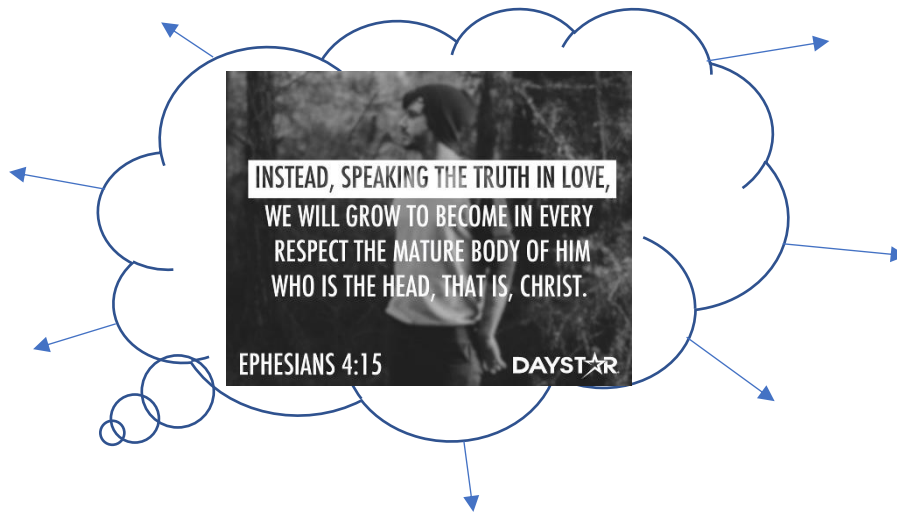 INSTEAD, SPEAKING THE TRUTH IN LOVE,
WE WILL GROW TO BECOME IN EVERY
RESPECT THE MATURE BODY OF HIM
WHO IS THE HEAD, THAT IS, CHRIST.
EPHESIANS 4:15
DAYSTAR